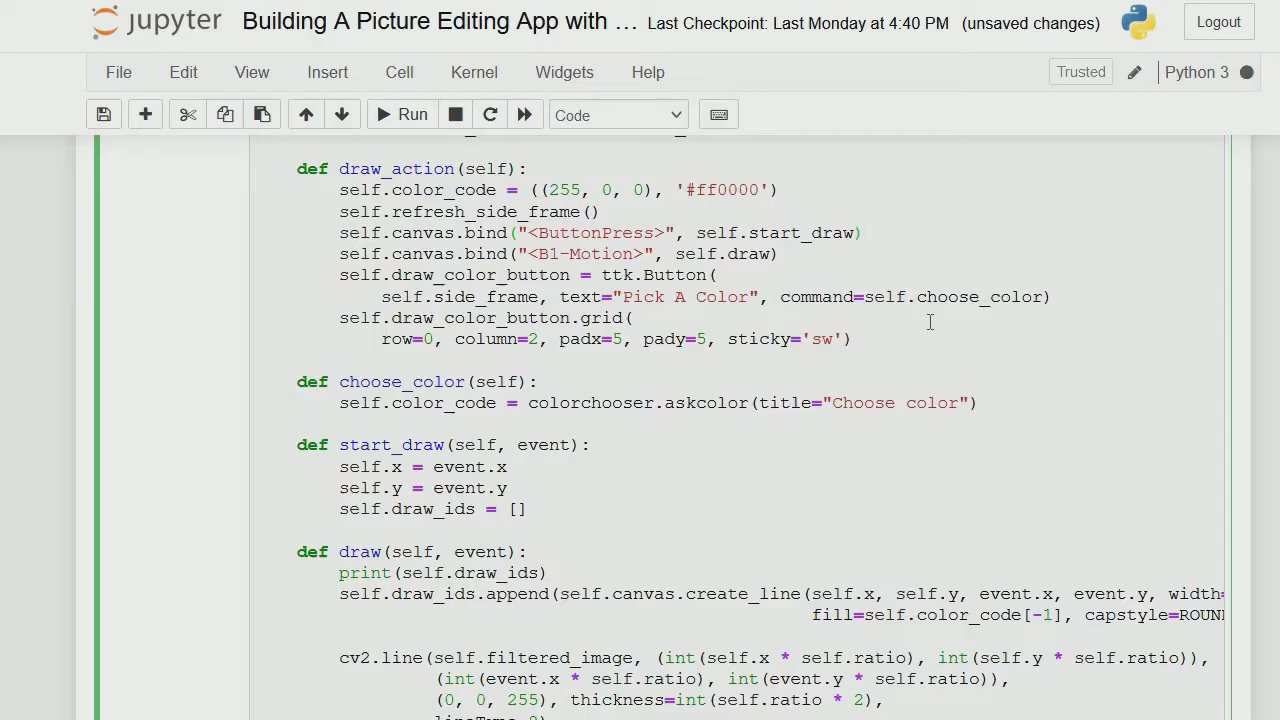 jupyter Building A Picture Editing App with ... Last Checkpoint: Last Monday at 4:40 PM (unsaved changes) Logout
File Edit View Insert Cell Kernel Widgets Help Trusted Python 3
Run Code
def draw_action(self):
self.color_code = ((255, 0, 0), '#ff0000')
self.refresh_side_frame()
self.canvas.bind("<ButtonPress>", self.start_draw)
self.canvas.bind("<B1-Motion>", self.draw)
self.draw_color_button = ttk.Button(
self.side_frame, text="Pick A Color", command=self.choose_color)
self.draw_color_button.grid(
row=0, column=2, padx=5, pady=5, sticky='sw')
def choose_color(self):
self.color_code = colorchooser.askcolor(title="Choose color")
def start_draw(self, event):
self.x = event.x
self.y = event.y
self.draw_ids = []
def draw(self, event):
print(self.draw_ids)
self.draw_ids.append(self.canvas.create_line(self.x, self.y, event.x, event.y, width=
fill=self.color_code[-1], capstyle=ROUN
cv2.line(self.filtered_image, (int(self.x * self.ratio), int(self.y * self.ratio)),
(int(event.x * self.ratio), int(event.y * self.ratio)),
(0, 0, 255), thickness=int(self.ratio * 2),